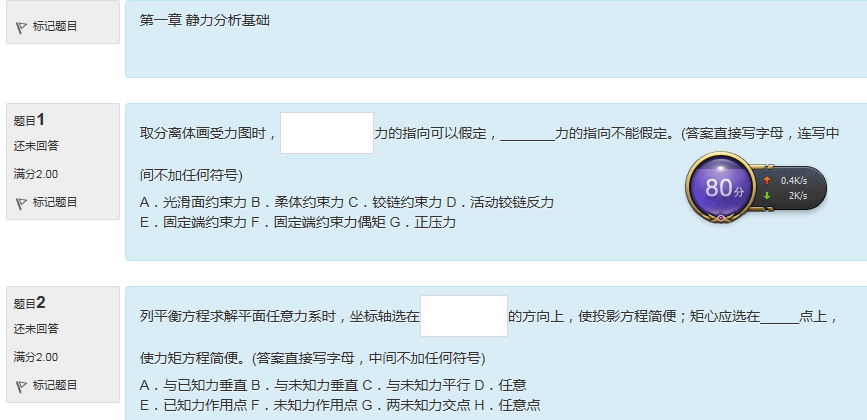 标记题目
第一章 静力分析基础
题目1
还未回答
满分2.00
标记题目
取分离体画受力图时，力的指向可以假定，_______力的指向不能假定。(答案直接写字母，连写中
间不加任何符号)
A．光滑面约束力 B．柔体约束力 C．铰链约束力 D．活动铰链反力
E．固定端约束力 F．固定端约束力偶矩 G．正压力
80分
0.4K/s
2K/s
题目2
还未回答
满分2.00
标记题目
列平衡方程求解平面任意力系时，坐标轴选在的方向上，使投影方程简便；矩心应选在_____点上，
使力矩方程简便。(答案直接写字母，中间不加任何符号)
A．与已知力垂直 B．与未知力垂直 C．与未知力平行 D．任意
E．已知力作用点 F．未知力作用点 G．两未知力交点 H．任意点